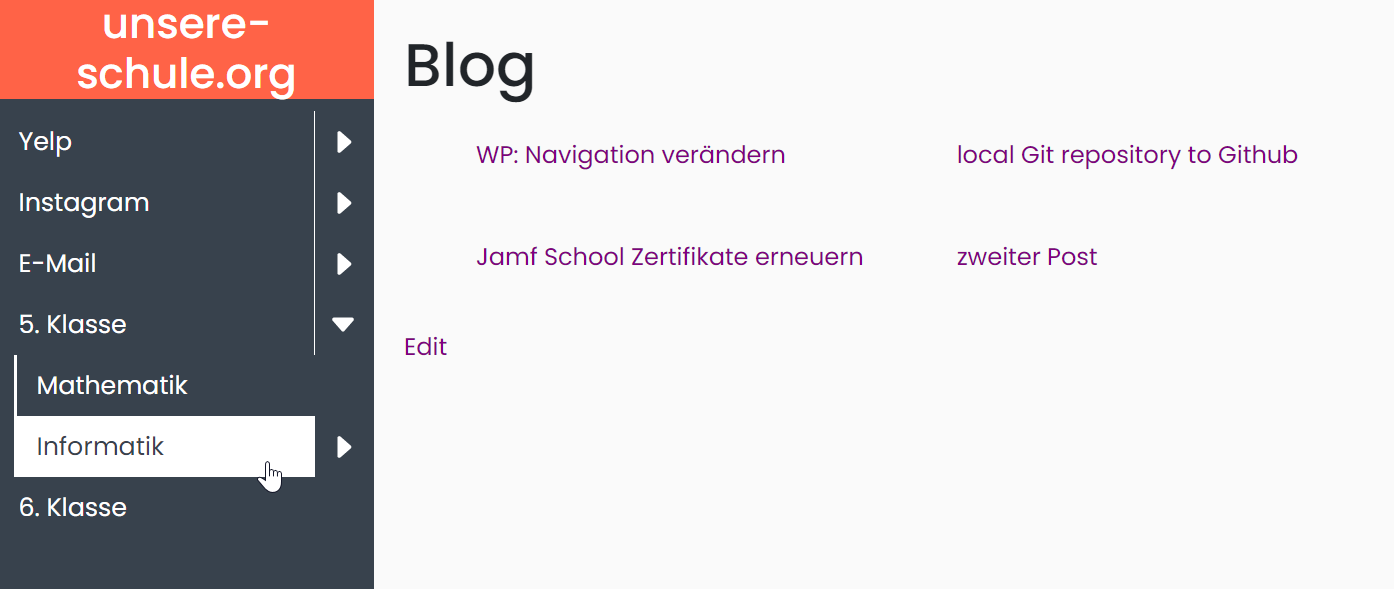 unsere-
schule.org
Yelp
Instagram
E-Mail
5. Klasse
Mathematik
Informatik
6. Klasse
Blog
WP: Navigation verändern
local Git repository to Github
Jamf School Zertifikate erneuern
zweiter Post
Edit